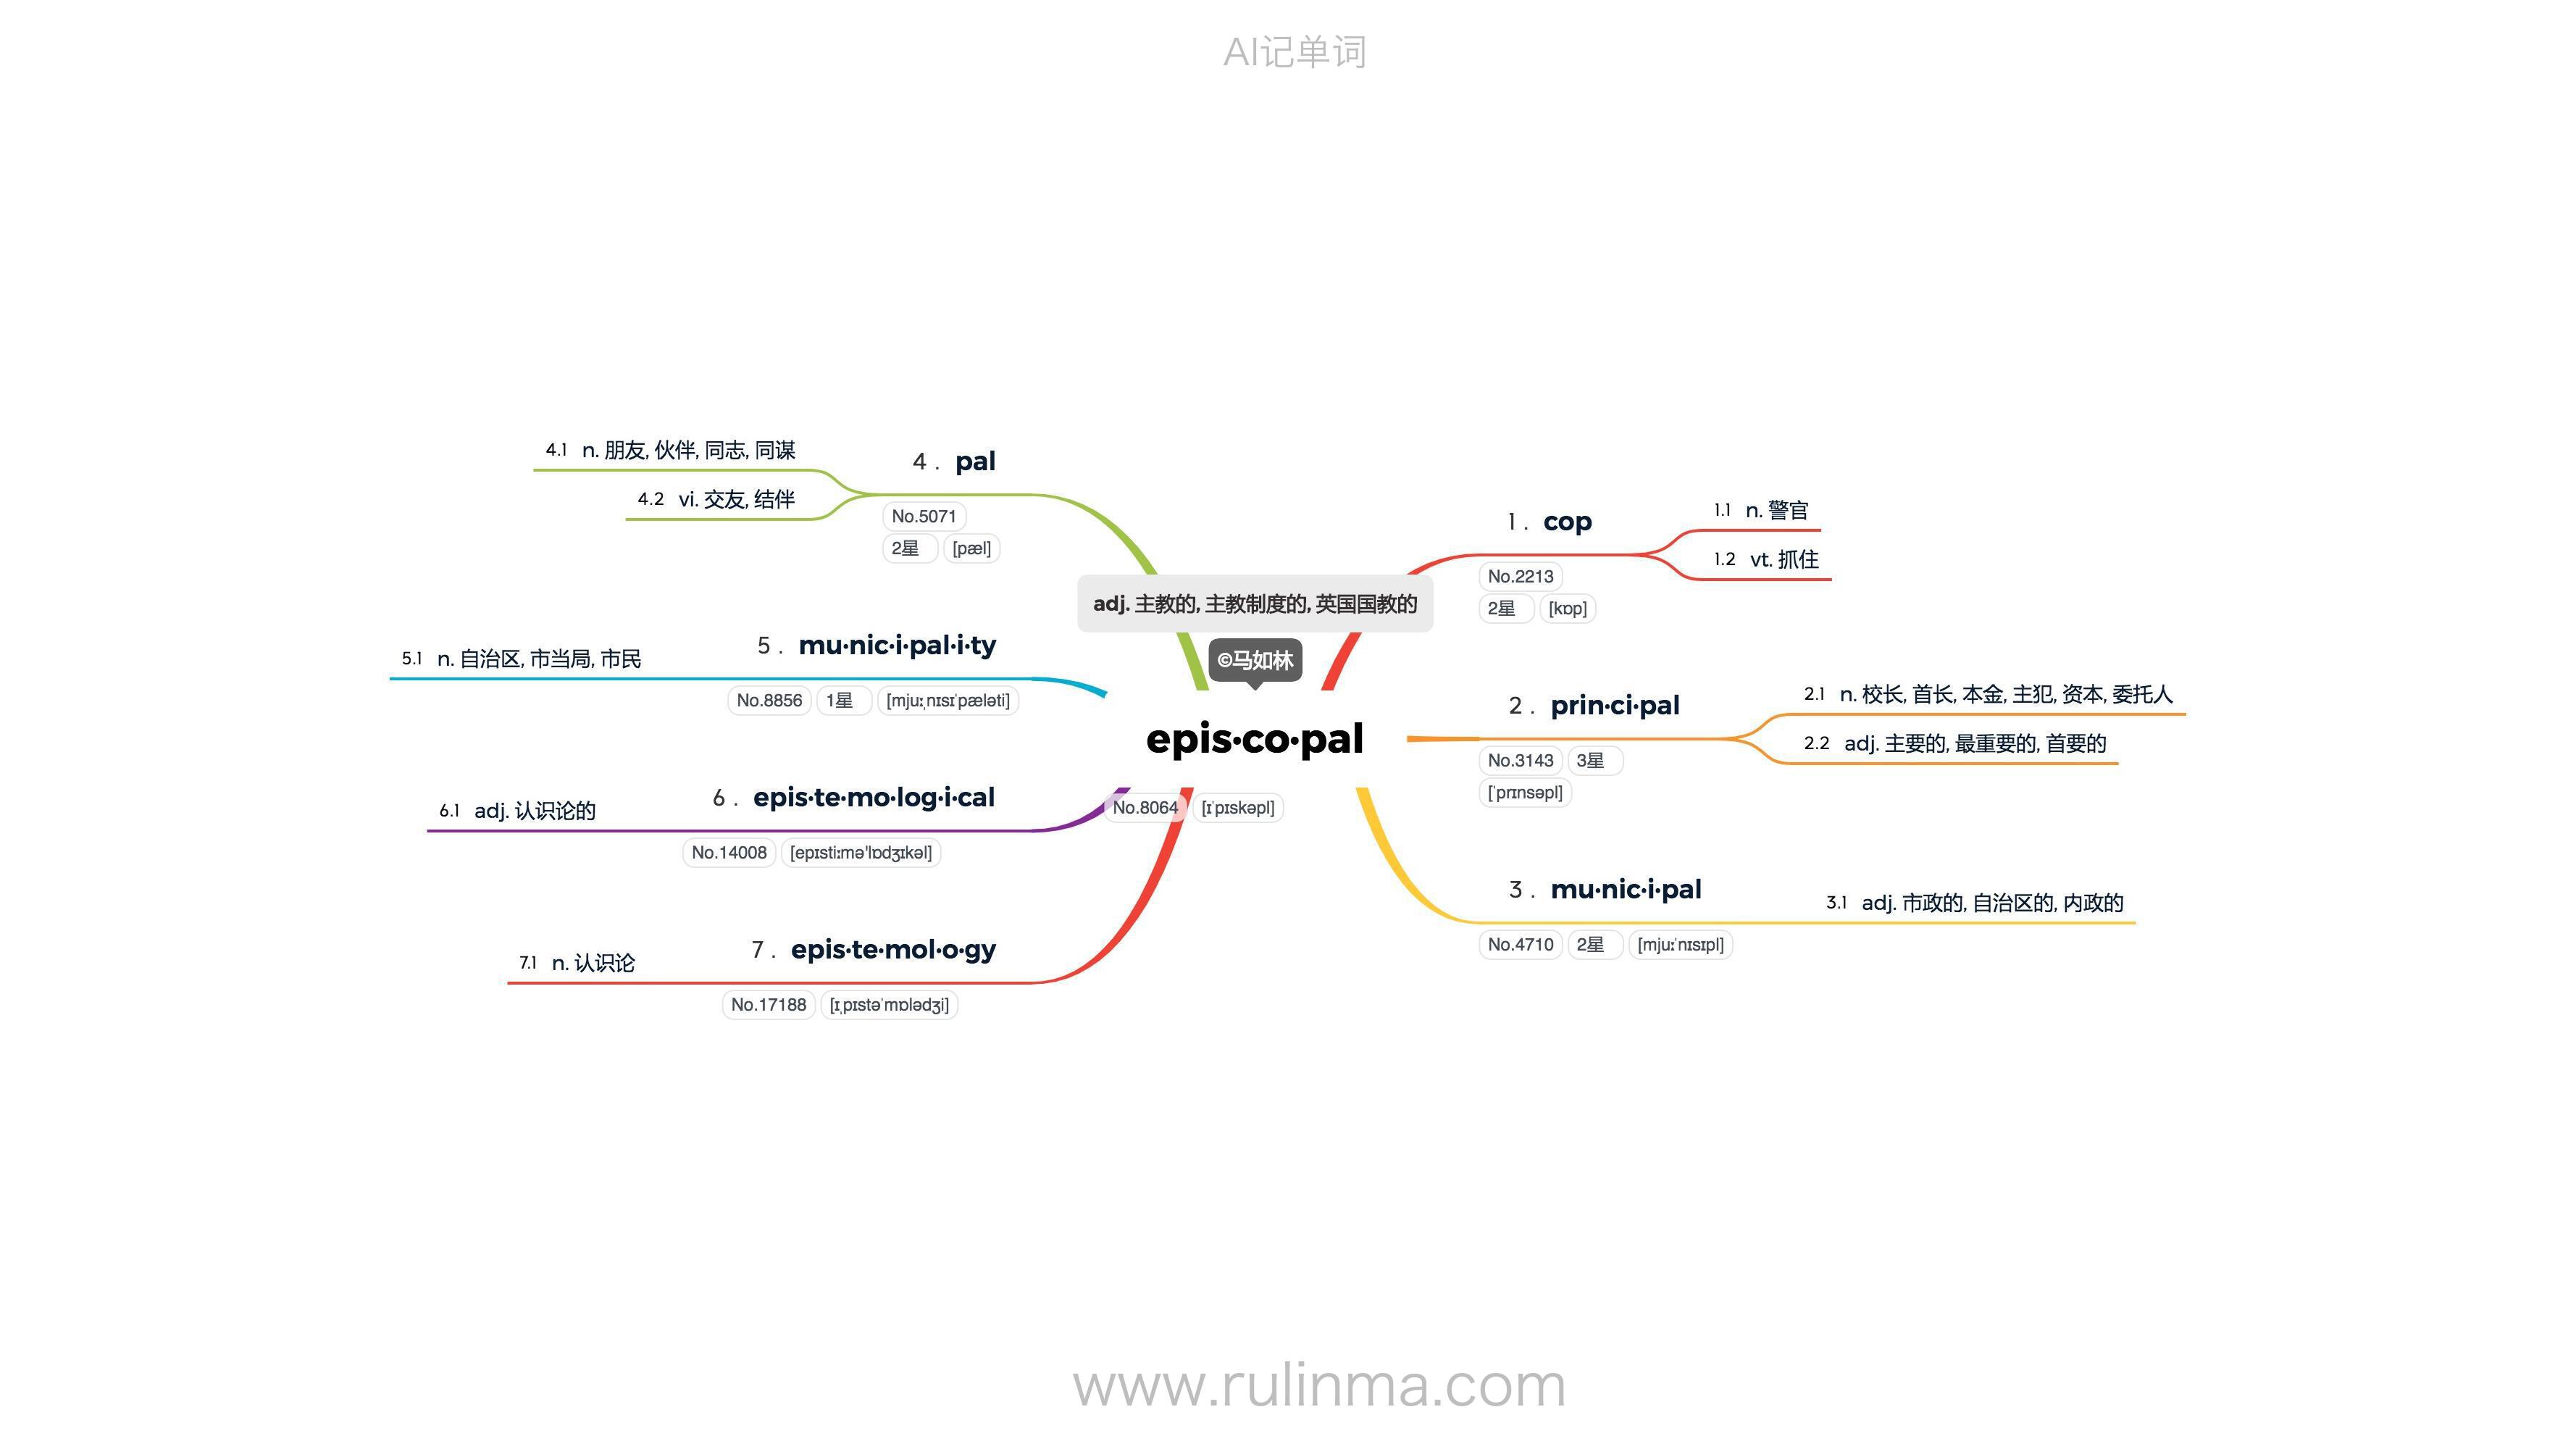 AI记单词
adj. 主教的, 主教制度的, 英国国教的
©马如林
epis·co·pal
No.8064 [ɪˈpɪskəpl]
1 . cop
No.2213
2星 [kɒp]
1.1 n. 警官
1.2 vt. 抓住
2 . prin·ci·pal
No.3143 3星
[ˈprɪnsəpl]
2.1 n. 校长, 首长, 本金, 主犯, 资本, 委托人
2.2 adj. 主要的, 最重要的, 首要的
3 . mu·nic·i·pal
No.4710 2星 [mjuːˈnɪsɪpl]
3.1 adj. 市政的, 自治区的, 内政的
4 . pal
No.5071
2星 [pæl]
4.1 n. 朋友, 伙伴, 同志, 同谋
4.2 vi. 交友, 结伴
5 . mu·nic·i·pal·i·ty
No.8856 1星 [mjuːˌnɪsɪˈpæləti]
5.1 n. 自治区, 市当局, 市民
6 . epis·te·mo·log·i·cal
No.14008 [epɪstiːmə'lɒdʒɪkəl]
6.1 adj. 认识论的
7 . epis·te·mol·o·gy
No.17188 [ɪˌpɪstəˈmɒlədʒi]
7.1 n. 认识论
www.rulinma.com